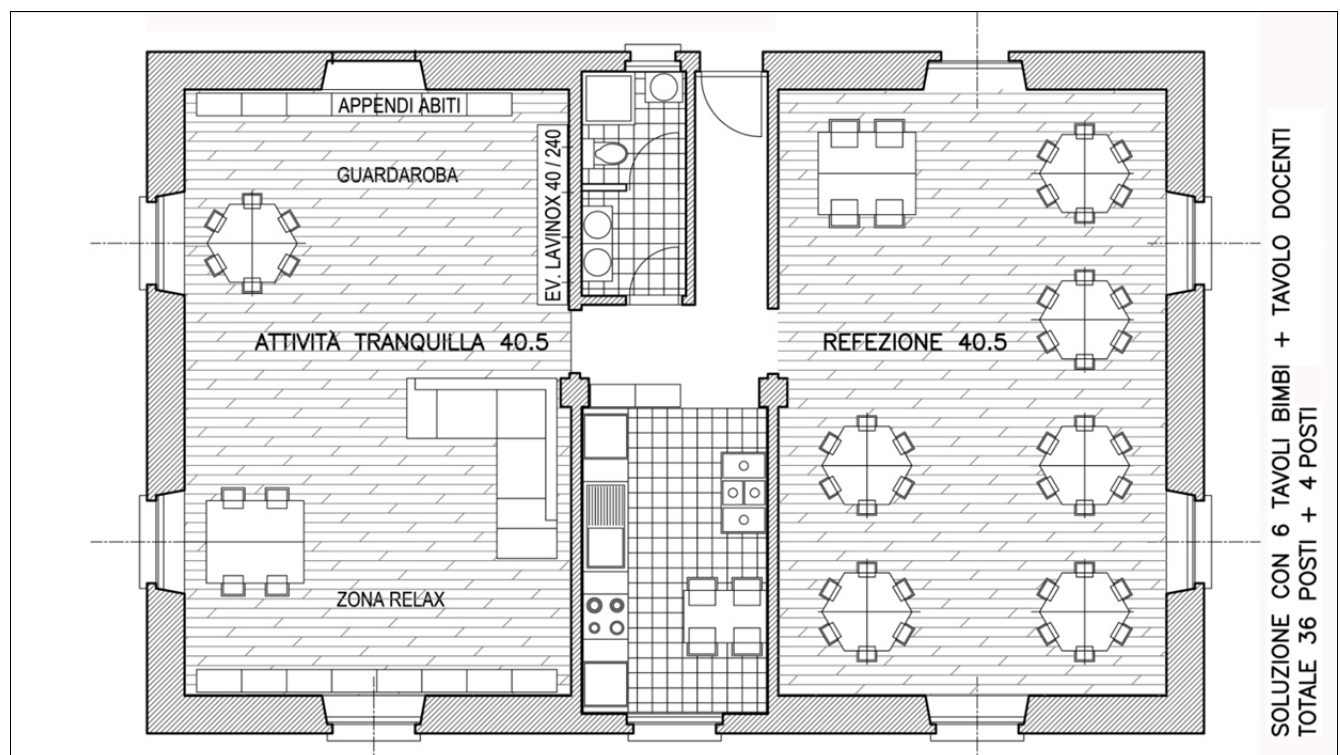 APPENDI ABITI
GUARDAROBA
EV. LAVINOX 40 / 240
ATTIVITÀ TRANQUILLA 40.5
REFEZIONE 40.5
ZONA RELAX
SOLUZIONE CON 6 TAVOLI BIMBI + TAVOLO DOCENTI
TOTALE 36 POSTI + 4 POSTI